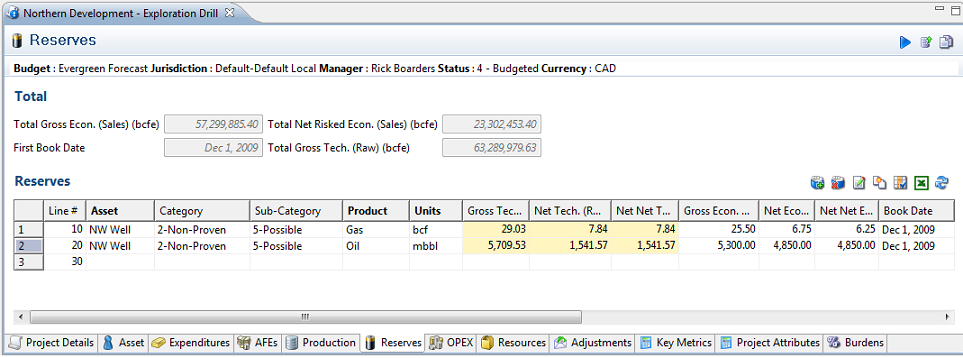 Northern Development - Exploration Drill
Reserves
Budget : Evergreen Forecast Jurisdiction : Default-Default Local Manager : Rick Boarders Status : 4 - Budgeted Currency : CAD
Total
Total Gross Econ. (Sales) (bcfe) 57,299,885.40 Total Net Risked Econ. (Sales) (bcfe) 23,302,453.40
First Book Date Dec 1, 2009 Total Gross Tech. (Raw) (bcfe) 63,289,979.63
Reserves
Line # Asset Category Sub-Category Product Units Gross Tec... Net Tech. (R... Net Net T... Gross Econ. ... Net Eco... Net Net E... Book Date
1 10 NW Well 2-Non-Proven 5-Possible Gas bcf 29.03 7.84 7.84 25.50 6.75 6.25 Dec 1, 2009
2 20 NW Well 2-Non-Proven 5-Possible Oil mbbl 5,709.53 1,541.57 1,541.57 5,300.00 4,850.00 4,850.00 Dec 1, 2009
3 30
Project Details Asset Expenditures AFEs Production Reserves OPEX Resources Adjustments Key Metrics Project Attributes Burdens